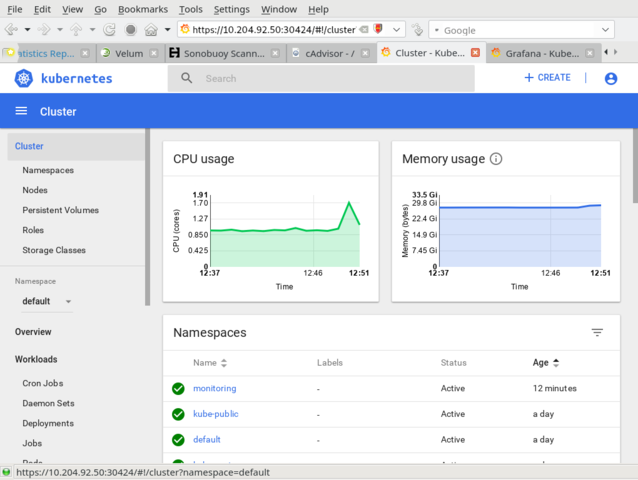 File Edit View Go Bookmarks Tools Settings Window Help
https://10.204.92.50:30424/#!/cluster Google
atistics Rep... Velum Sonobuoy Scann... cAdvisor - / Cluster - Kube... Grafana - Kube...
kubernetes Search + CREATE
Cluster
Cluster
Namespaces
Nodes
Persistent Volumes
Roles
Storage Classes
Namespace
default
Overview
Workloads
Cron Jobs
Daemon Sets
Deployments
Jobs
CPU usage
CPU (cores)
1.91
1.70
1.27
0.850
0.425
0
12:37 12:46 12:51
Time
Memory usage
Memory (bytes)
33.5 Gi
29.8 Gi
22.4 Gi
14.9 Gi
7.45 Gi
0
12:37 12:46 12:51
Time
Namespaces
Name Labels Status Age
monitoring - Active 12 minutes
kube-public - Active a day
default - Active a day
https://10.204.92.50:30424/#!/cluster?namespace=default